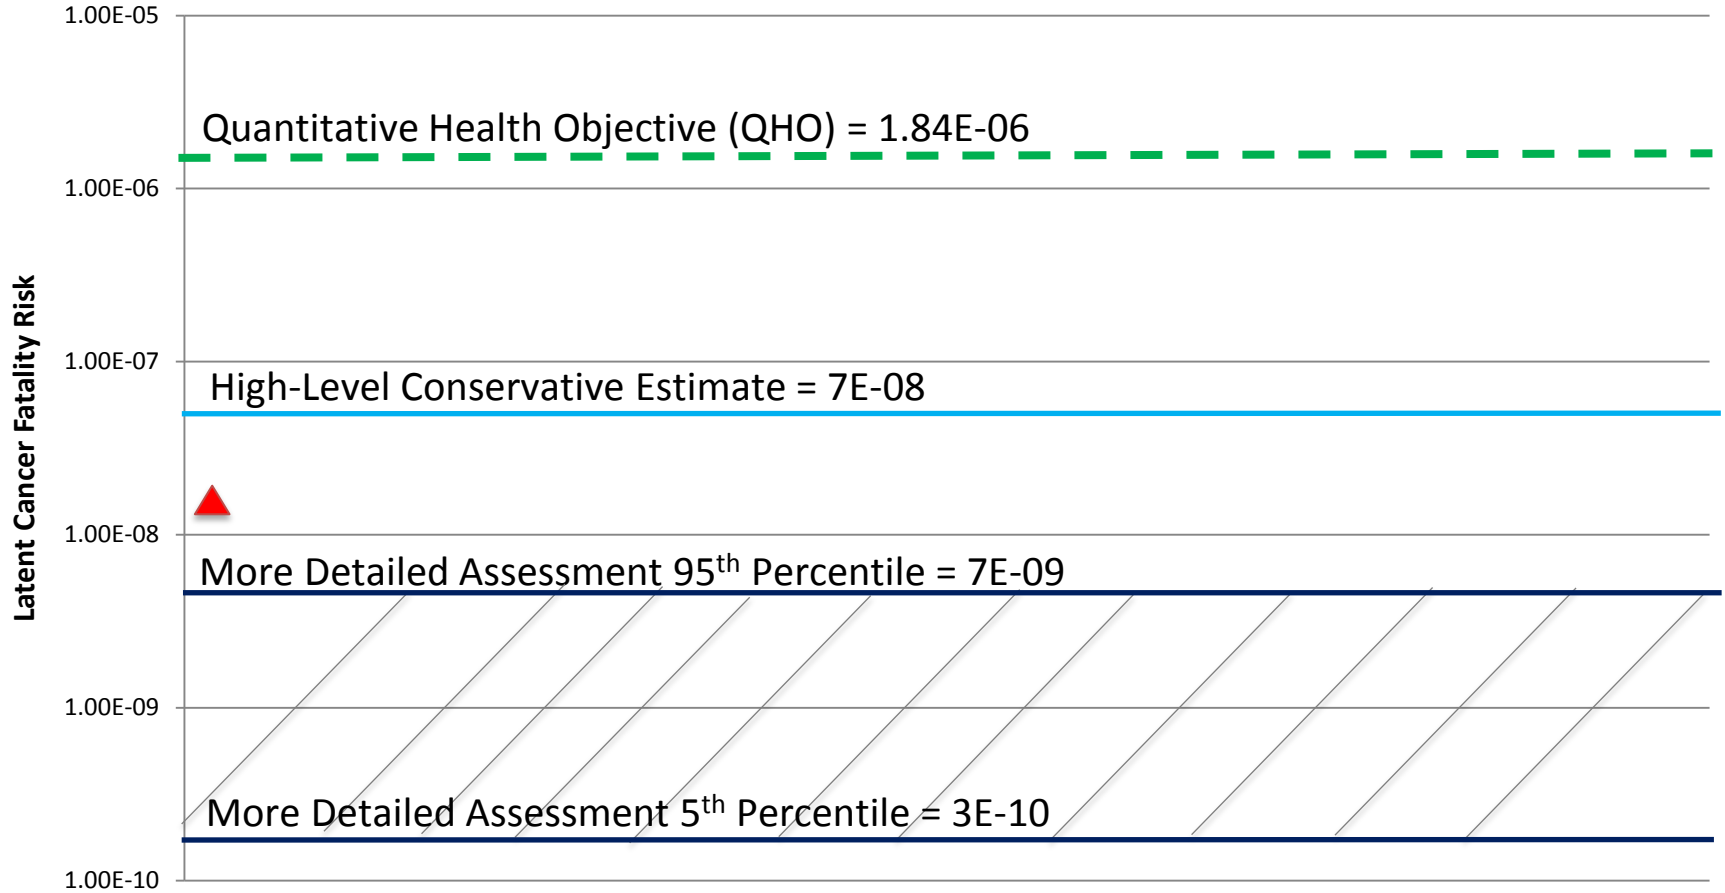 1.00E-05
Quantitative Health Objective (QHO) = 1.84E-06
1.00E-06
1.00E-07
High-Level Conservative Estimate = 7E-08
Latent Cancer Fatality Risk
1.00E-08
More Detailed Assessment 95th Percentile = 7E-09
1.00E-09
More Detailed Assessment 5th Percentile = 3E-10
1.00E-10